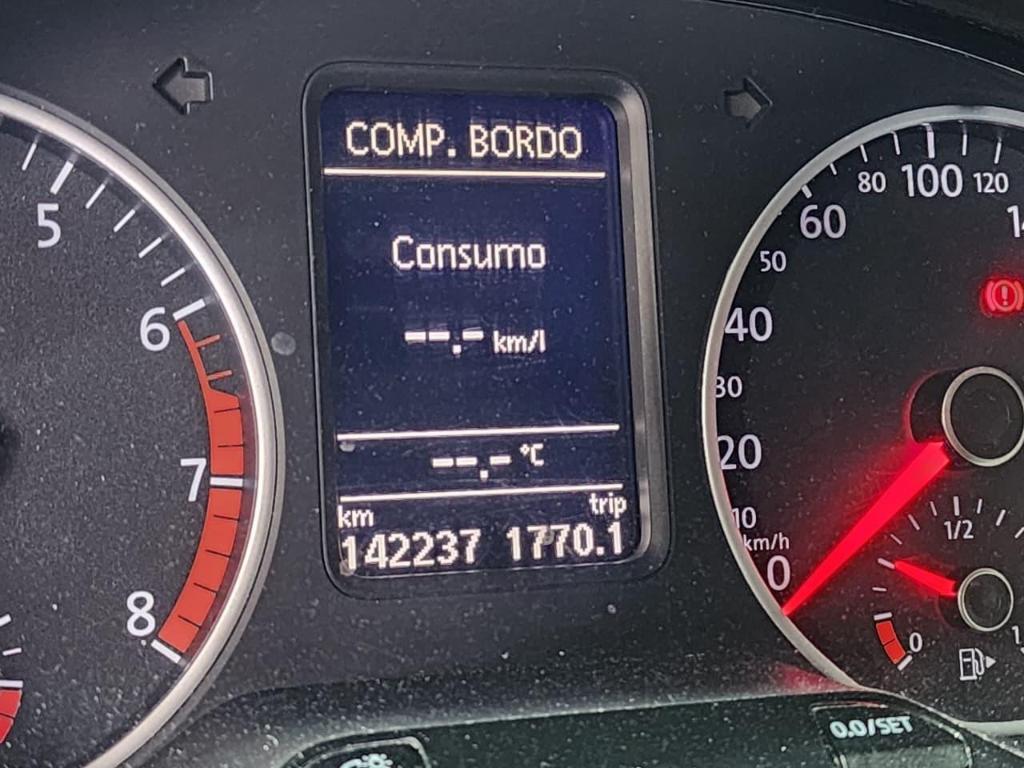 COMP. BORDO
Consumo
--.- km/l
--.- °C
km trip
142237 1770.1
5
6
7
8
0
10
20
30
40
50
60
80
100
120
km/h
1/2
0
1
0.0/SET